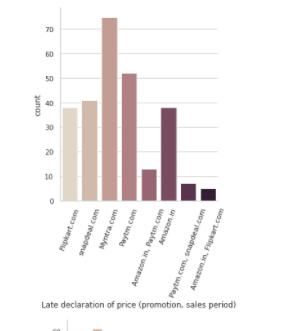 70
60
50
count
40
30
20
10
0
Flipkart.com
snapdeal.com
Myntra.com
Paytm.com
Amazon.in, Paytm.com
Amazon.in
Paytm.com, snapdeal.com
Amazon.in, Flipkart.com
Late declaration of price (promotion, sales period)